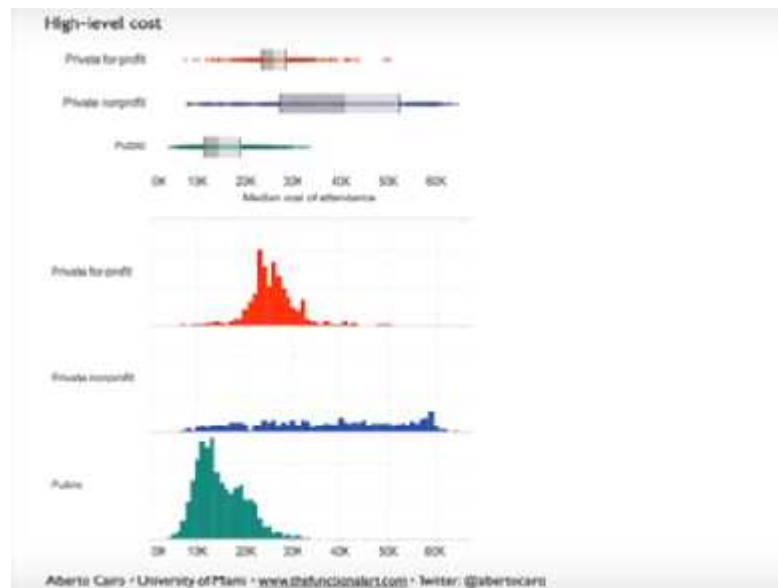 High-level cost
Private for-profit
Private nonprofit
Public
0K 10K 20K 30K 40K 50K 60K
Median cost of attendance
Private for-profit
Private nonprofit
Public
0K 10K 20K 30K 40K 50K 60K
Alberto Cairo • University of Miami • www.thefunctionalart.com • Twitter: @albertocairo